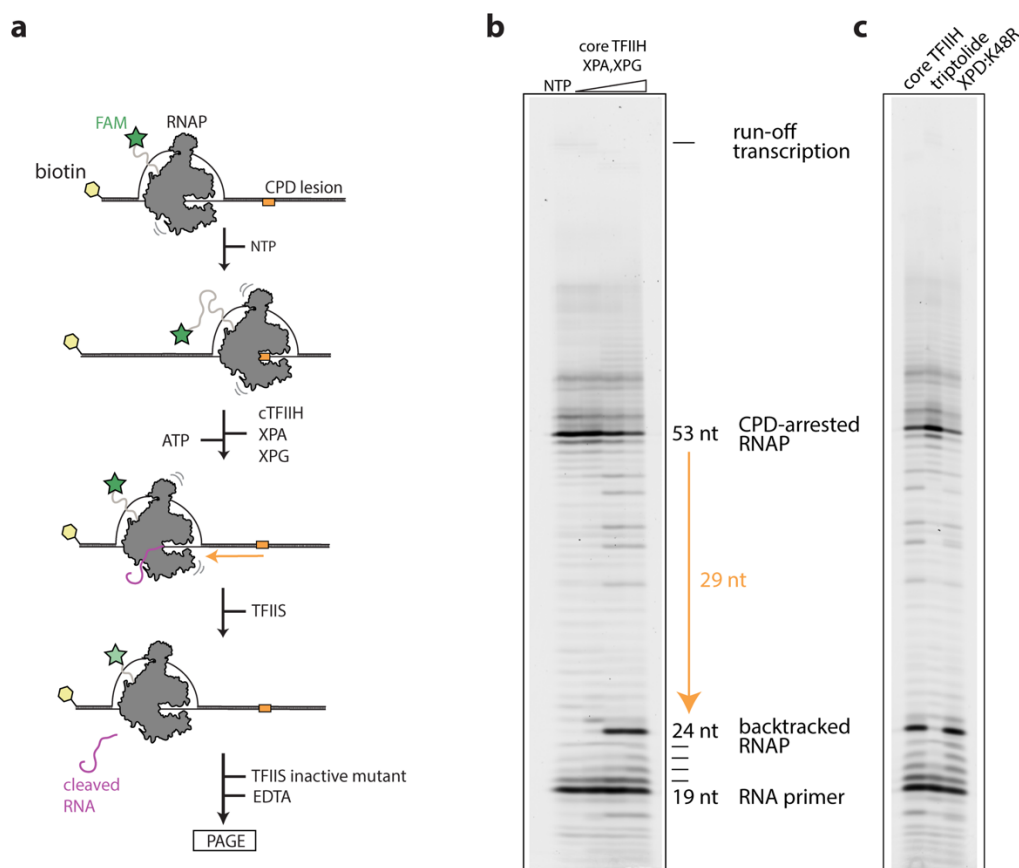 a
FAM
RNAP
biotin
CPD lesion
NTP
ATP
cTFIIH
XPA
XPG
TFIIS
cleaved
RNA
TFIIS inactive mutant
EDTA
PAGE
b
core TFIIH
XPA,XPG
NTP
run-off
transcription
53 nt
CPD-arrested
RNAP
29 nt
24 nt
backtracked
RNAP
19 nt
RNA primer
c
core TFIIH
triptolide
XPD:K48R